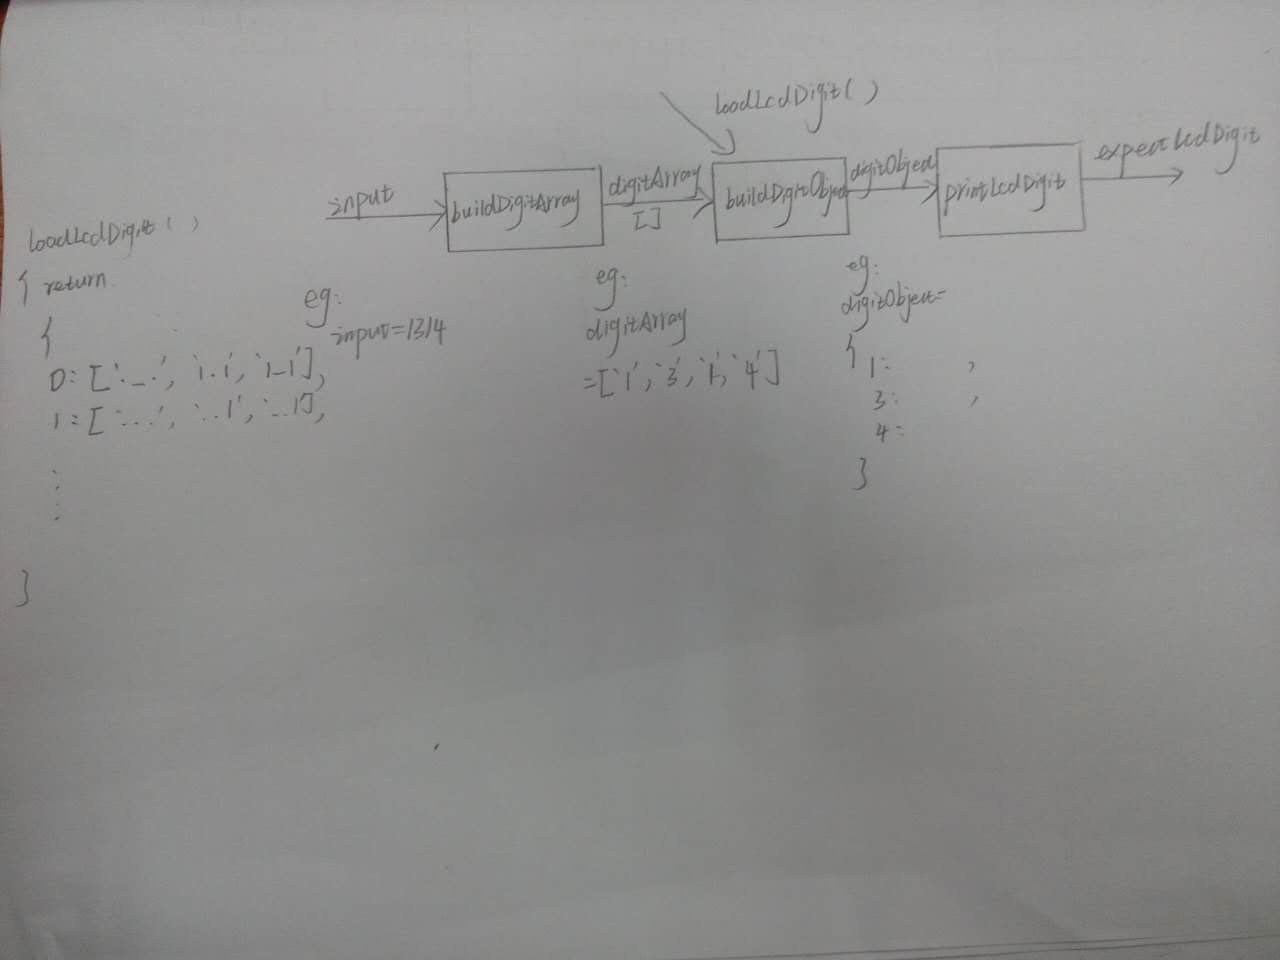 loadLcdDigit( )
expectLcdDigit
input
buildDigitArray
digitArray
[ ]
buildDigitObject
digitObject
printLcdDigit
loadLcdDigit( )
{ return
{
0: ['._.', '|.|', '|_|'],
1: ['...', '..|', '..|'],
}
eg:
input=1314
eg:
digitArray
=['1','3','1','4']
eg:
digitObject=
{ 1: ,
3: ,
4:
}